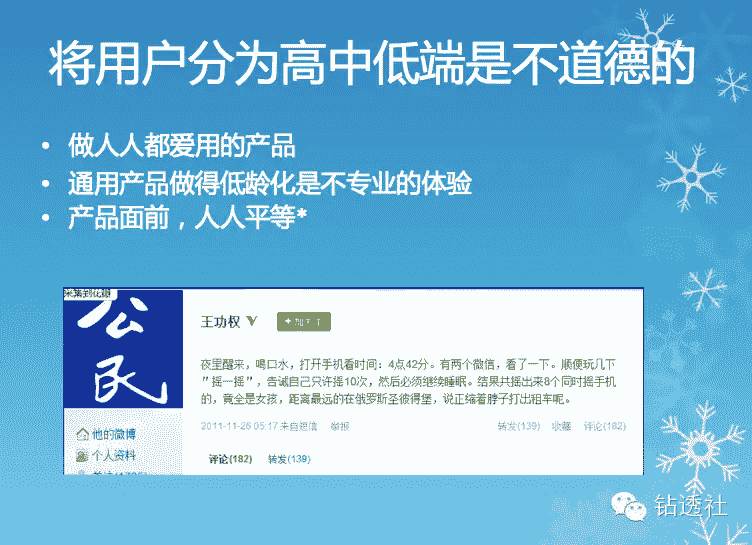 将用户分为高中低端是不道德的
• 做人人都爱用的产品
• 通用产品做得低龄化是不专业的体验
• 产品面前，人人平等*
采集到花瓣
公
民
王功权
夜里醒来，喝口水，打开手机看时间：4点42分。有两个微信，看了一下。顺便玩几下
＂摇一摇＂，告诫自己只许摇10次，然后必须继续睡眠。结果共摇出来8个同时摇手机
的，竟全是女孩，距离最远的在俄罗斯圣彼得堡，说正缩着脖子打出租车呢。
2011-11-26 05:17 来自短信 举报 转发(139) 收藏 评论(182)
他的微博
个人资料
评论(182) 转发(139)
钻透社